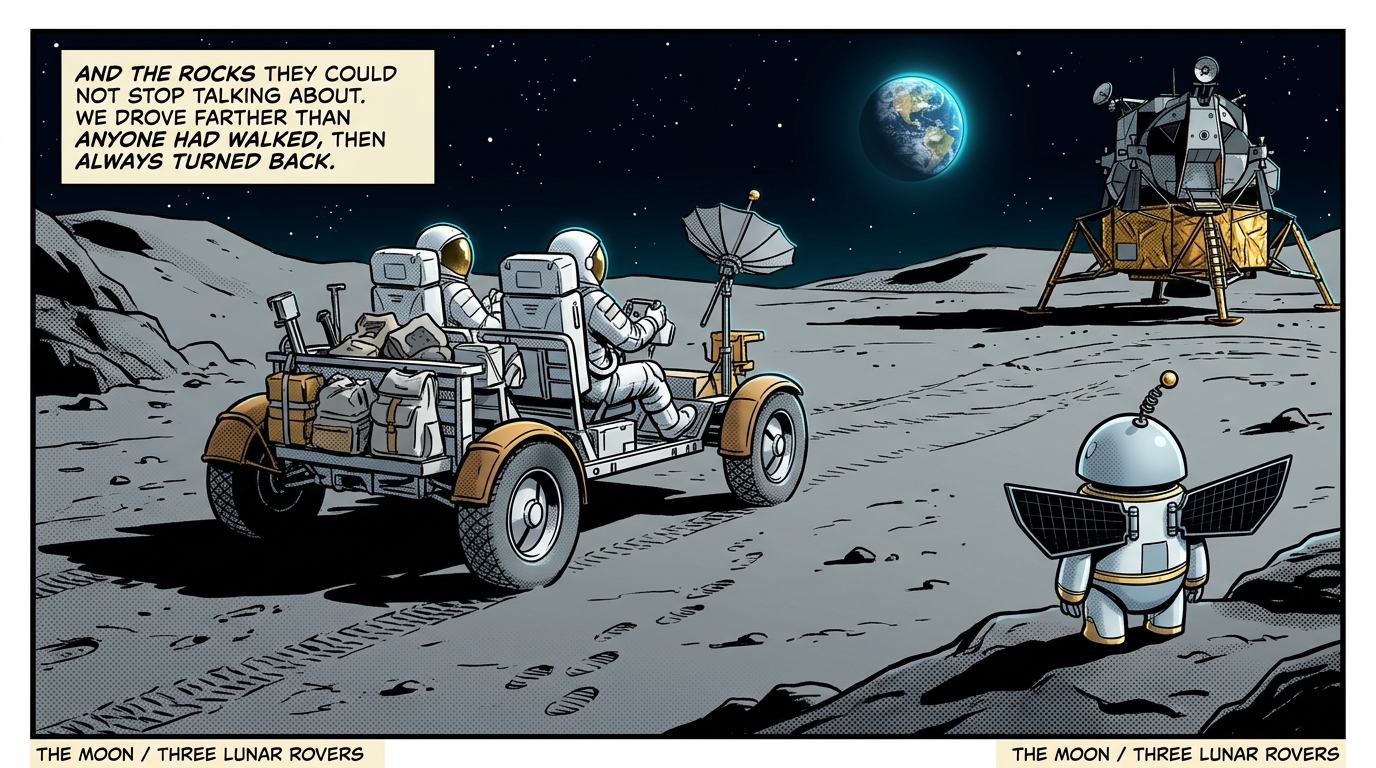 AND THE ROCKS THEY COULD
NOT STOP TALKING ABOUT.
WE DROVE FARTHER THAN
ANYONE HAD WALKED, THEN
ALWAYS TURNED BACK.
THE MOON / THREE LUNAR ROVERS
THE MOON / THREE LUNAR ROVERS